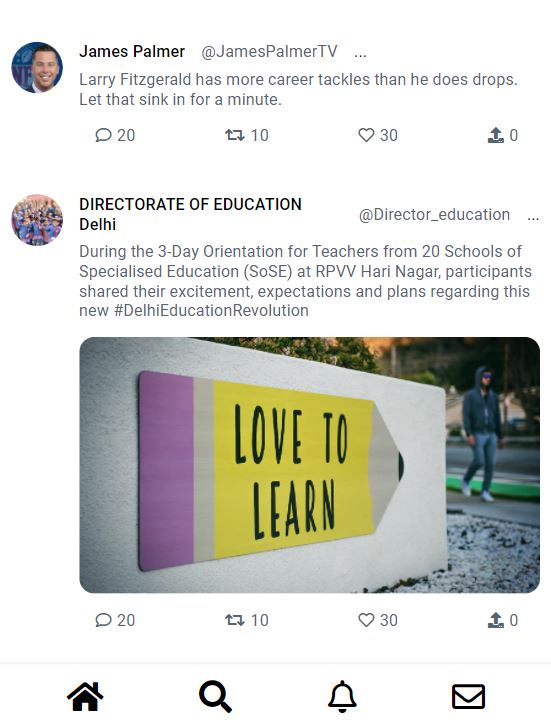 James Palmer @JamesPalmerTV ...
Larry Fitzgerald has more career tackles than he does drops.
Let that sink in for a minute.
20 10 30 0
DIRECTORATE OF EDUCATION
Delhi
@Director_education ...
During the 3-Day Orientation for Teachers from 20 Schools of
Specialised Education (SoSE) at RPVV Hari Nagar, participants
shared their excitement, expectations and plans regarding this
new #DelhiEducationRevolution
LOVE TO
LEARN
20 10 30 0